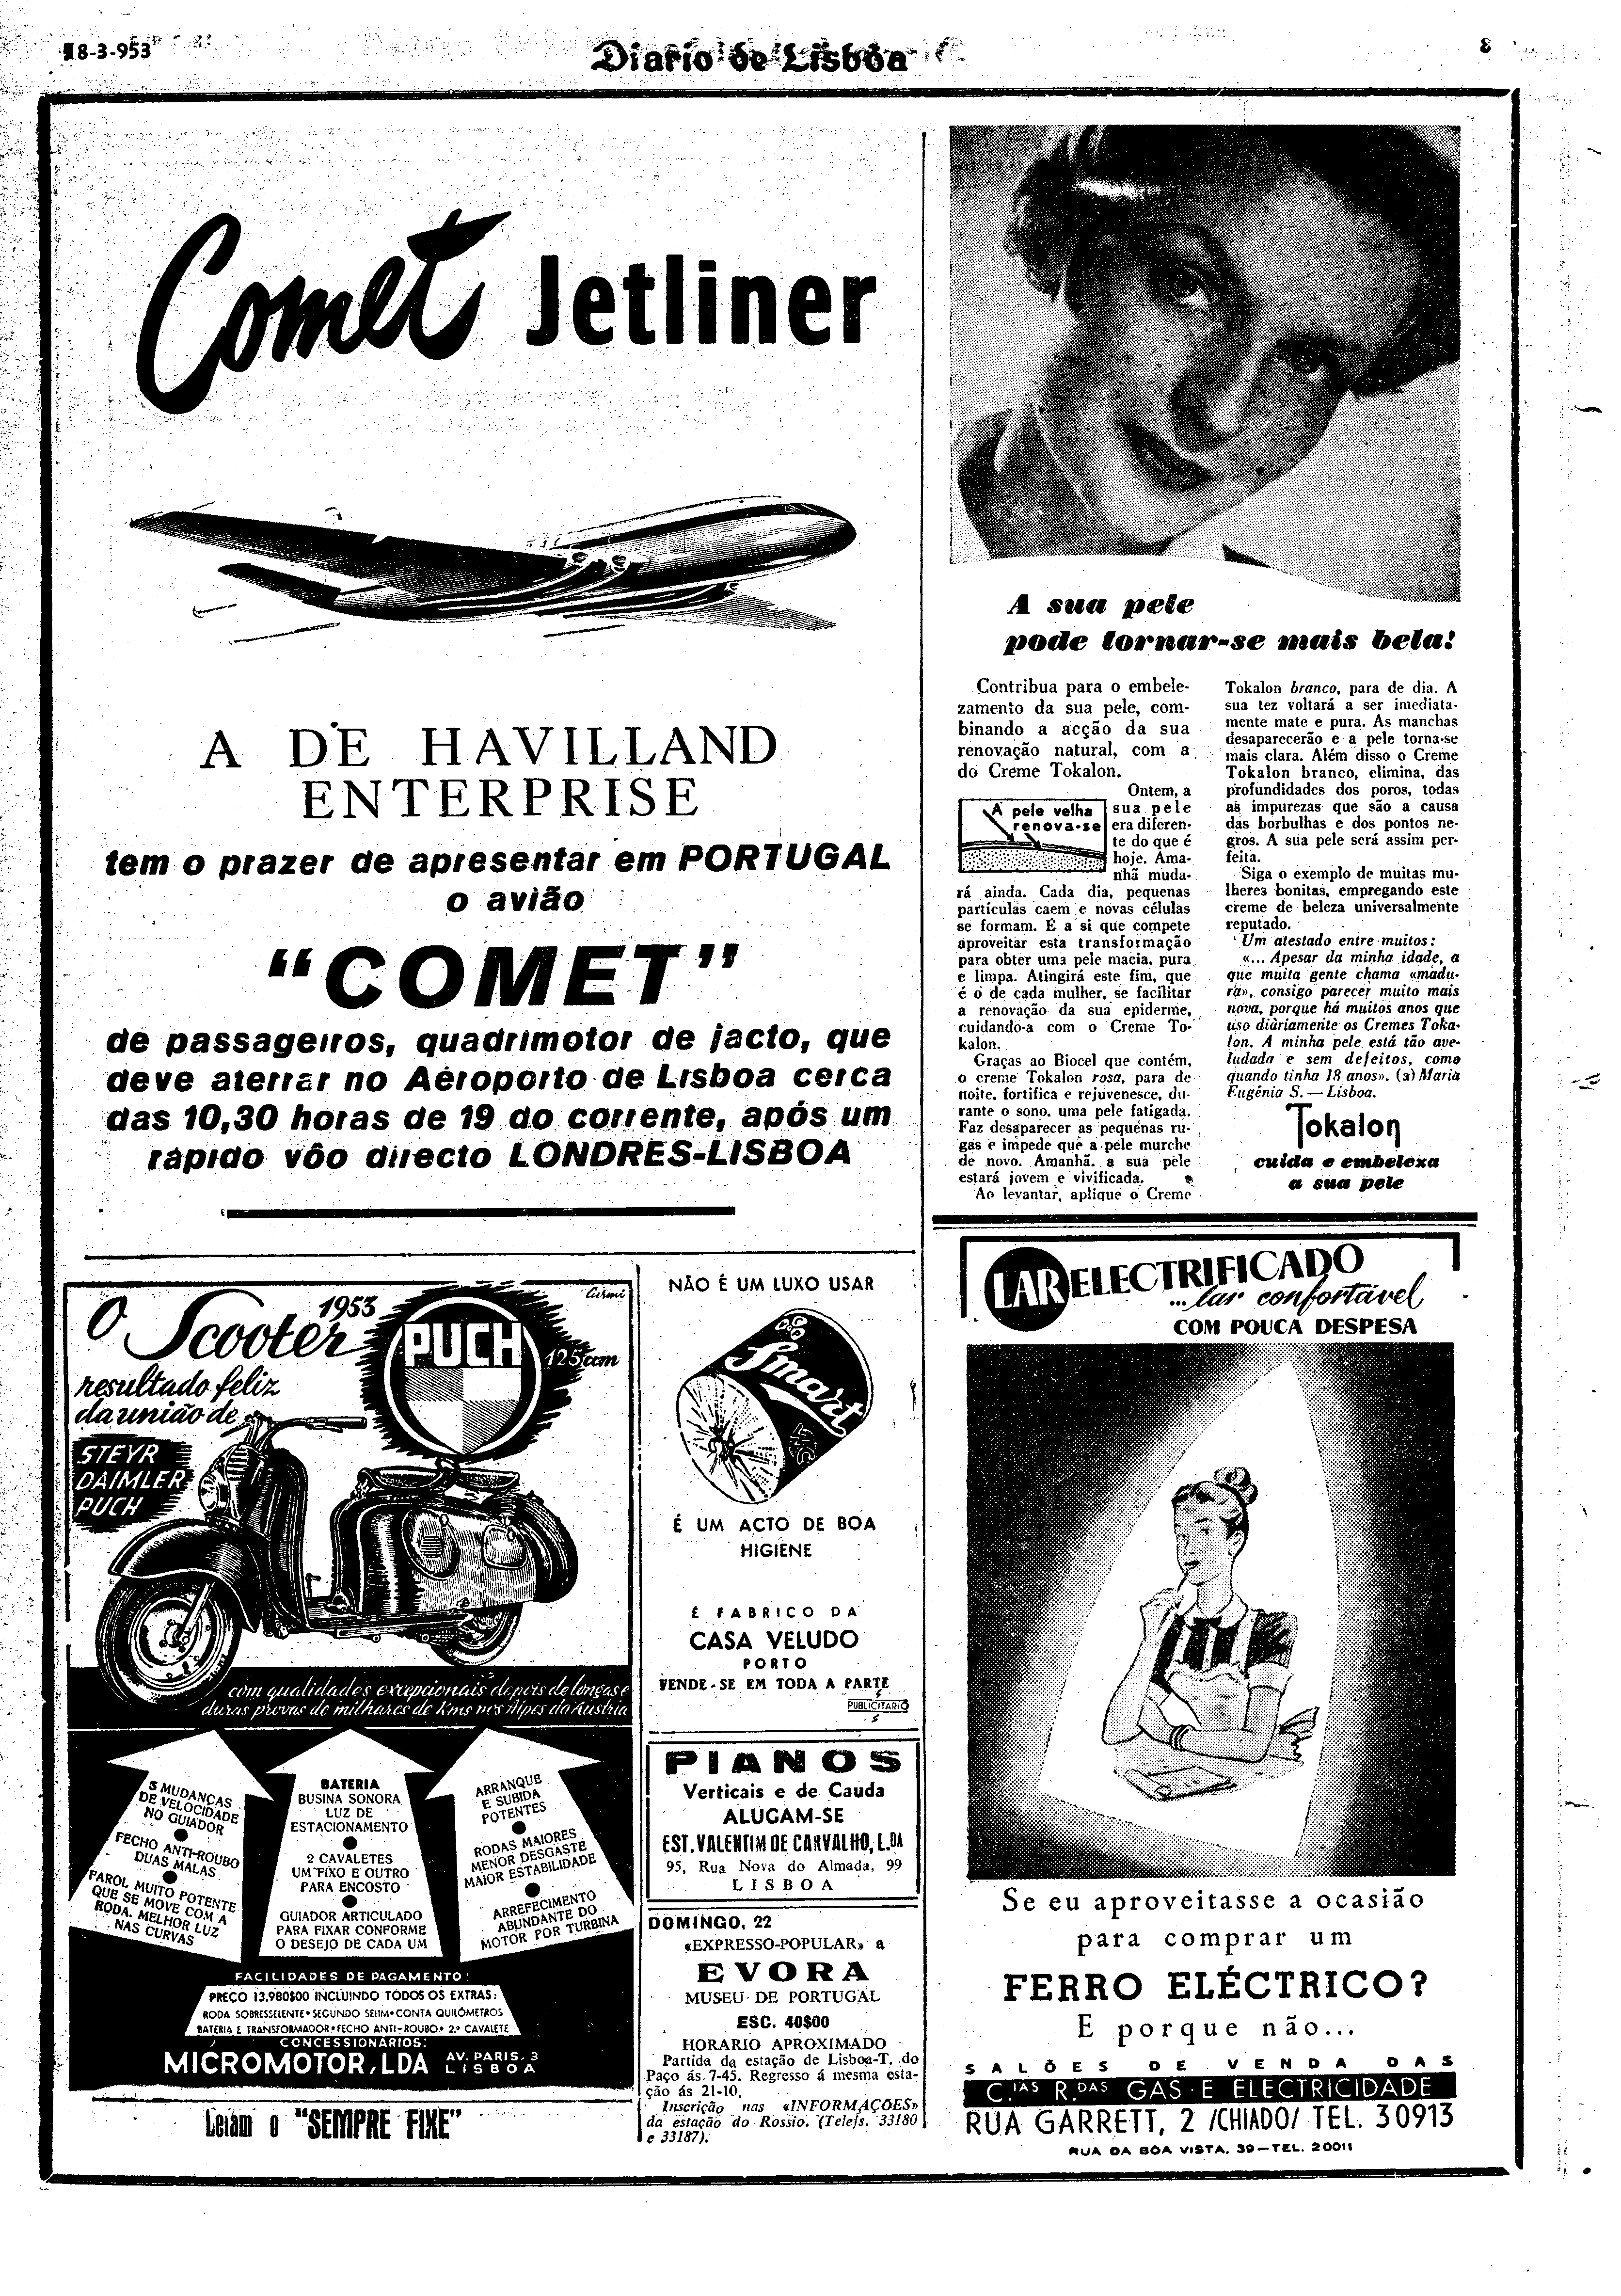 18-3-953
Diario de Lisbôa
8
Comet Jetliner
A DE HAVILLAND
ENTERPRISE
tem o prazer de apresentar em PORTUGAL
o avião
"COMET"
de passageiros, quadrimotor de jacto, que
deve aterrar no Aéroporto de Lisboa cerca
das 10,30 horas de 19 do corrente, após um
rápido vôo directo LONDRES-LISBOA
A sua pele
pode tornar-se mais bela!
Contribua para o embele-
zamento da sua pele, com-
binando a acção da sua
renovação natural, com a
do Creme Tokalon.
A pele velha
renova-se
Ontem, a
sua pele
era diferen-
te do que é
hoje. Ama-
nhã muda-
rá ainda. Cada dia, pequenas
partículas caem e novas células
se formam. É a si que compete
aproveitar esta transformação
para obter uma pele macia, pura
e limpa. Atingirá este fim, que
é o de cada mulher, se facilitar
a renovação da sua epiderme,
cuidando-a com o Creme To-
kalon.
Graças ao Biocel que contém,
o creme Tokalon rosa, para de
noite, fortifica e rejuvenesce, du-
rante o sono, uma pele fatigada.
Faz desaparecer as pequenas ru-
gas e impede que a pele murche
de novo. Amanhã, a sua pele
estará jovem e vivificada.
Ao levantar, aplique o Creme
Tokalon branco, para de dia. A
sua tez voltará a ser imediata-
mente mate e pura. As manchas
desaparecerão e a pele torna-se
mais clara. Além disso o Creme
Tokalon branco, elimina, das
profundidades dos poros, todas
as impurezas que são a causa
das borbulhas e dos pontos ne-
gros. A sua pele será assim per-
feita.
Siga o exemplo de muitas mu-
lheres bonitas, empregando este
creme de beleza universalmente
reputado.
Um atestado entre muitos:
«... Apesar da minha idade, a
que muita gente chama «madu-
ra», consigo parecer muito mais
nova, porque há muitos anos que
uso diàriamente os Cremes Toka-
lon. A minha pele está tão ave-
ludada e sem defeitos, como
quando tinha 18 anos». (a) Maria
Eugénia S. — Lisboa.
Tokalon
cuida e embeleza
a sua pele
O Scooter 1953
PUCH
125 ccm
resultado feliz
da união de
STEYR
DAIMLER
PUCH
com qualidades excepcionais depois de longas e
duras provas de milhares de Kms nos Alpes da Áustria
3 MUDANÇAS
DE VELOCIDADE
NO GUIADOR
FECHO ANTI-ROUBO
DUAS MALAS
FAROL MUITO POTENTE
QUE SE MOVE COM A
RODA. MELHOR LUZ
NAS CURVAS
BATERIA
BUSINA SONORA
LUZ DE
ESTACIONAMENTO
2 CAVALETES
UM FIXO E OUTRO
PARA ENCOSTO
GUIADOR ARTICULADO
PARA FIXAR CONFORME
O DESEJO DE CADA UM
ARRANQUE
E SUBIDA
POTENTES
RODAS MAIORES
MENOR DESGASTE
MAIOR ESTABILIDADE
ARREFECIMENTO
ABUNDANTE DO
MOTOR POR TURBINA
FACILIDADES DE PAGAMENTO!
PREÇO 13.980$00 INCLUINDO TODOS OS EXTRAS:
RODA SOBRESSELENTE • SEGUNDO SELIM • CONTA QUILÓMETROS
BATERIA E TRANSFORMADOR • FECHO ANTI-ROUBO • 2.º CAVALETE
CONCESSIONÁRIOS:
MICROMOTOR, LDA AV. PARIS, 3
LISBOA
Leiam o "SEMPRE FIXE"
NÃO É UM LUXO USAR
Smart
É UM ACTO DE BOA
HIGIENE
É FABRICO DA
CASA VELUDO
PORTO
VENDE-SE EM TODA A PARTE
PUBLICITARIO
PIANOS
Verticais e de Cauda
ALUGAM-SE
EST. VALENTIM DE CARVALHO, L.DA
95, Rua Nova do Almada, 99
LISBOA
DOMINGO, 22
«EXPRESSO-POPULAR» a
EVORA
MUSEU DE PORTUGAL
ESC. 40$00
HORARIO APROXIMADO
Partida da estação de Lisboa-T. do
Paço ás 7-45. Regresso á mesma esta-
ção ás 21-10.
Inscrição nas «INFORMAÇÕES»
da estação do Rossio. (Telefs. 33180
e 33187).
LAR ELECTRIFICADO
...lar confortável
COM POUCA DESPESA
Se eu aproveitasse a ocasião
para comprar um
FERRO ELÉCTRICO?
E porque não...
SALÕES DE VENDA DAS
C.IAS R.DAS GAS E ELECTRICIDADE
RUA GARRETT, 2 /CHIADO/ TEL. 30913
RUA DA BOA VISTA, 39 — TEL. 20011